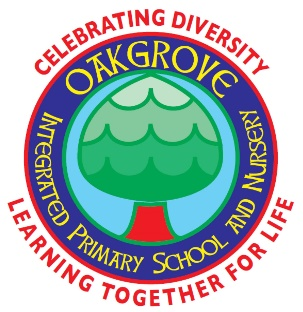 CELEBRATING DIVERSITY
OAKGROVE
INTEGRATED PRIMARY SCHOOL AND NURSERY
LEARNING TOGETHER FOR LIFE